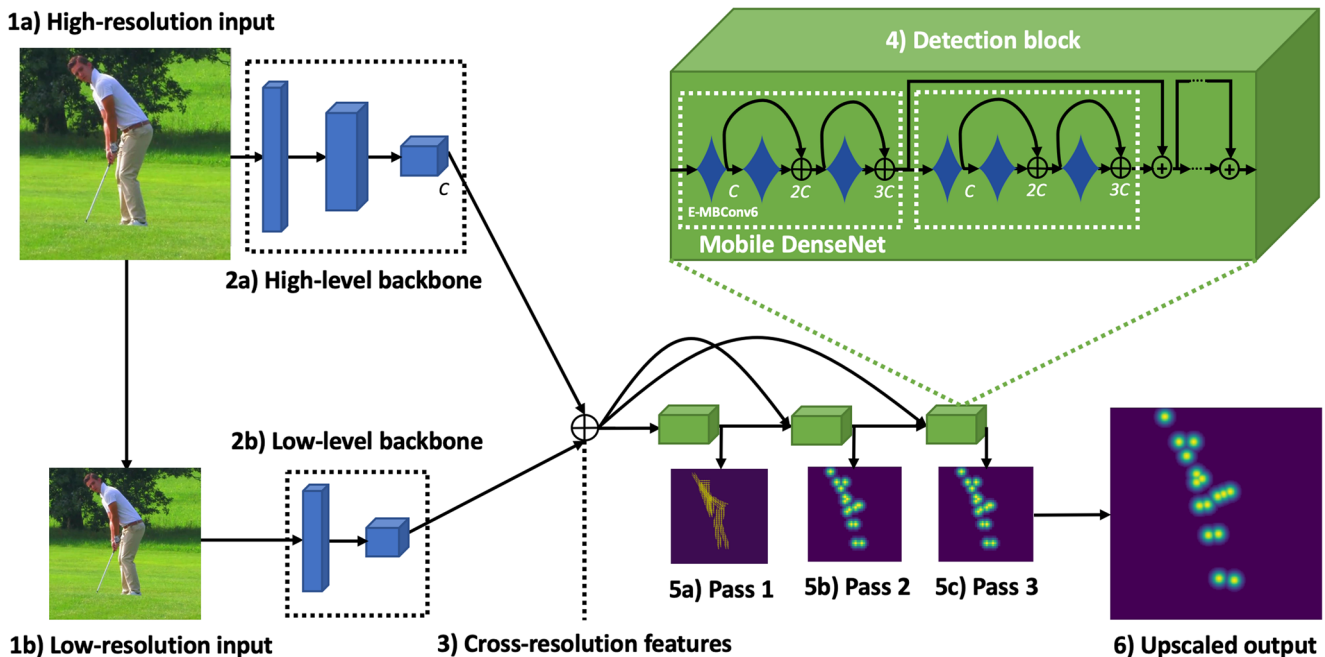 1a) High-resolution input
4) Detection block
C
C
2C
3C
C
2C
3C
E-MBConv6
Mobile DenseNet
2a) High-level backbone
2b) Low-level backbone
5a) Pass 1
5b) Pass 2
5c) Pass 3
1b) Low-resolution input
3) Cross-resolution features
6) Upscaled output